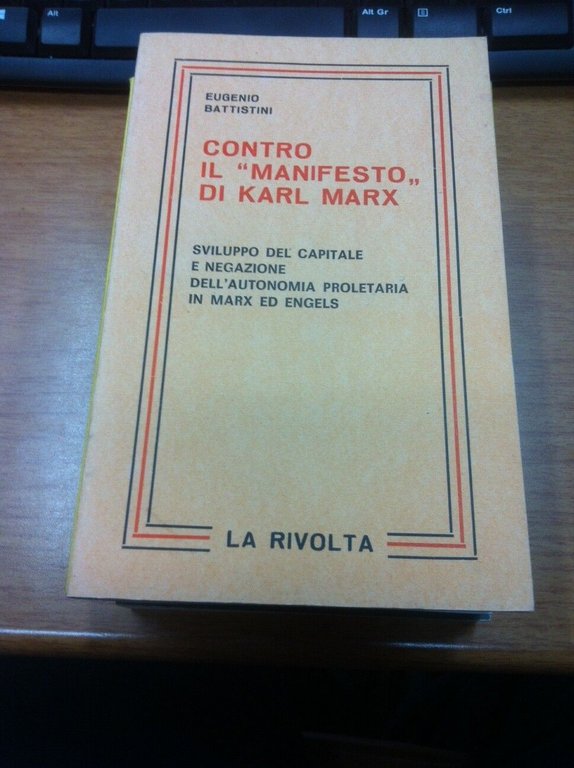 Alt
Alt Gr
Ctrl
EUGENIO
BATTISTINI
CONTRO
IL “MANIFESTO„
DI KARL MARX
SVILUPPO DEL CAPITALE
E NEGAZIONE
DELL'AUTONOMIA PROLETARIA
IN MARX ED ENGELS
LA RIVOLTA